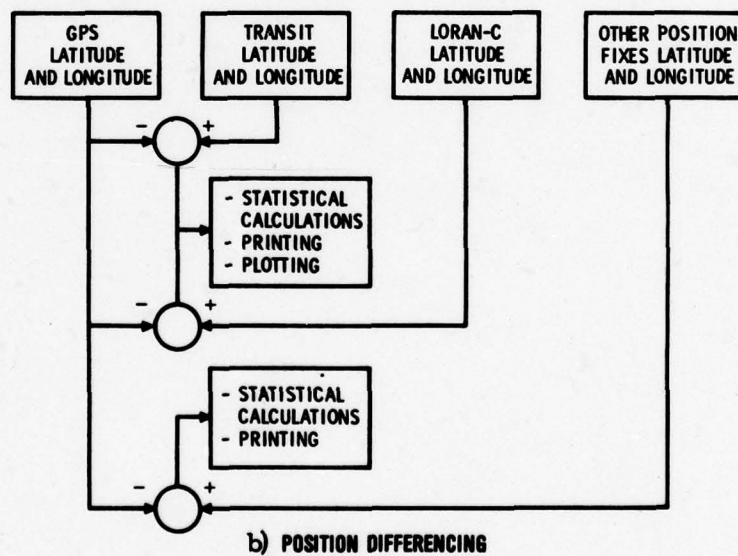 GPS
LATITUDE
AND LONGITUDE
TRANSIT
LATITUDE
AND LONGITUDE
LORAN-C
LATITUDE
AND LONGITUDE
OTHER POSITION
FIXES LATITUDE
AND LONGITUDE
- +
- STATISTICAL
CALCULATIONS
- PRINTING
- PLOTTING
- +
- STATISTICAL
CALCULATIONS
- PRINTING
- +
b) POSITION DIFFERENCING